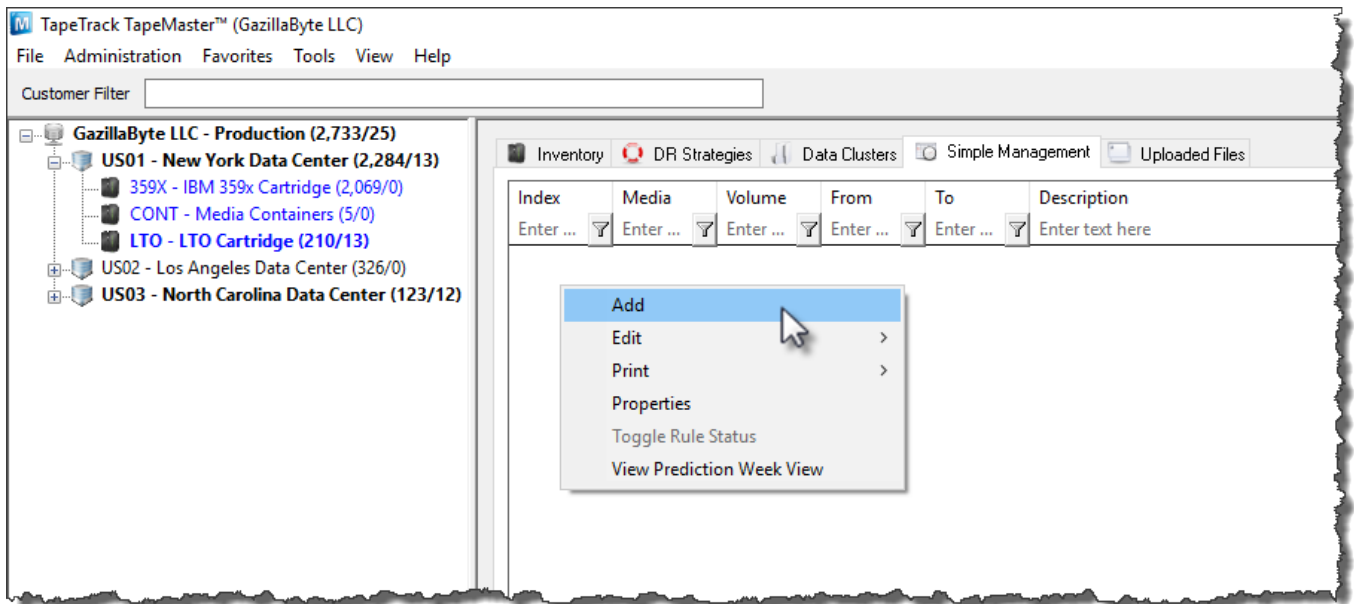 TapeTrack TapeMaster™ (GazillaByte LLC)
File Administration Favorites Tools View Help
Customer Filter
GazillaByte LLC - Production (2,733/25)
US01 - New York Data Center (2,284/13)
359X - IBM 359x Cartridge (2,069/0)
CONT - Media Containers (5/0)
LTO - LTO Cartridge (210/13)
US02 - Los Angeles Data Center (326/0)
US03 - North Carolina Data Center (123/12)
Inventory DR Strategies Data Clusters Simple Management Uploaded Files
Index Media Volume From To Description
Enter ... Enter ... Enter ... Enter ... Enter ... Enter text here
Add
Edit
Print
Properties
Toggle Rule Status
View Prediction Week View